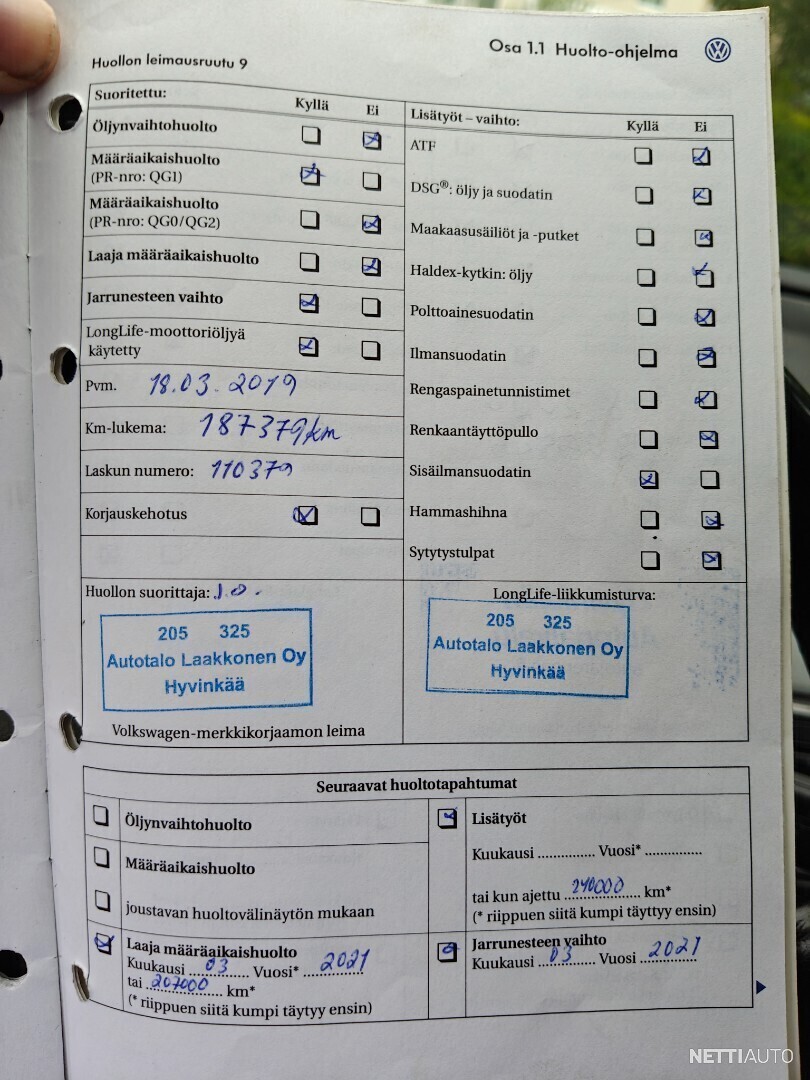 Osa 1.1 Huolto-ohjelma
Huollon leimausruutu 9
Suoritettu: Kyllä Ei
Öljynvaihtohuolto
Määräaikaishuolto
(PR-nro: QG1)
Määräaikaishuolto
(PR-nro: QG0/QG2)
Laaja määräaikaishuolto
Jarrunesteen vaihto
LongLife-moottoriöljyä
käytetty
Pvm. 18.03.2019
Km-lukema: 187379km
Laskun numero: 110379
Korjauskehotus
Lisätyöt – vaihto: Kyllä Ei
ATF
DSG®: öljy ja suodatin
Maakaasusäiliöt ja -putket
Haldex-kytkin: öljy
Polttoainesuodatin
Ilmansuodatin
Rengaspainetunnistimet
Renkaantäyttöpullo
Sisäilmansuodatin
Hammashihna
Sytytystulpat
Huollon suorittaja: J.O.
205 325
Autotalo Laakkonen Oy
Hyvinkää
Volkswagen-merkkikorjaamon leima
LongLife-liikkumisturva:
205 325
Autotalo Laakkonen Oy
Hyvinkää
Seuraavat huoltotapahtumat
Öljynvaihtohuolto
Määräaikaishuolto
joustavan huoltovälinäytön mukaan
Laaja määräaikaishuolto
Kuukausi 03 Vuosi* 2021
tai 207000 km*
(* riippuen siitä kumpi täytyy ensin)
Lisätyöt
Kuukausi ............... Vuosi* ...............
tai kun ajettu 210000 km*
(* riippuen siitä kumpi täyttyy ensin)
Jarrunesteen vaihto
Kuukausi 03 Vuosi 2021
NETTIAUTO